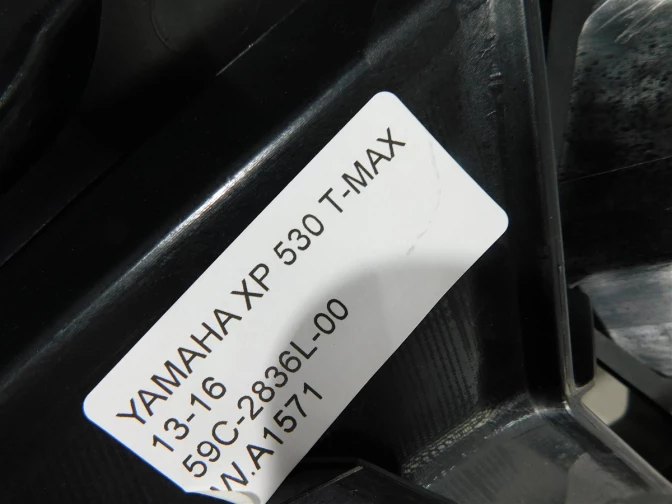 YAMAHA XP 530 T-MAX
13-16
59C-2836L-00
W.A1571